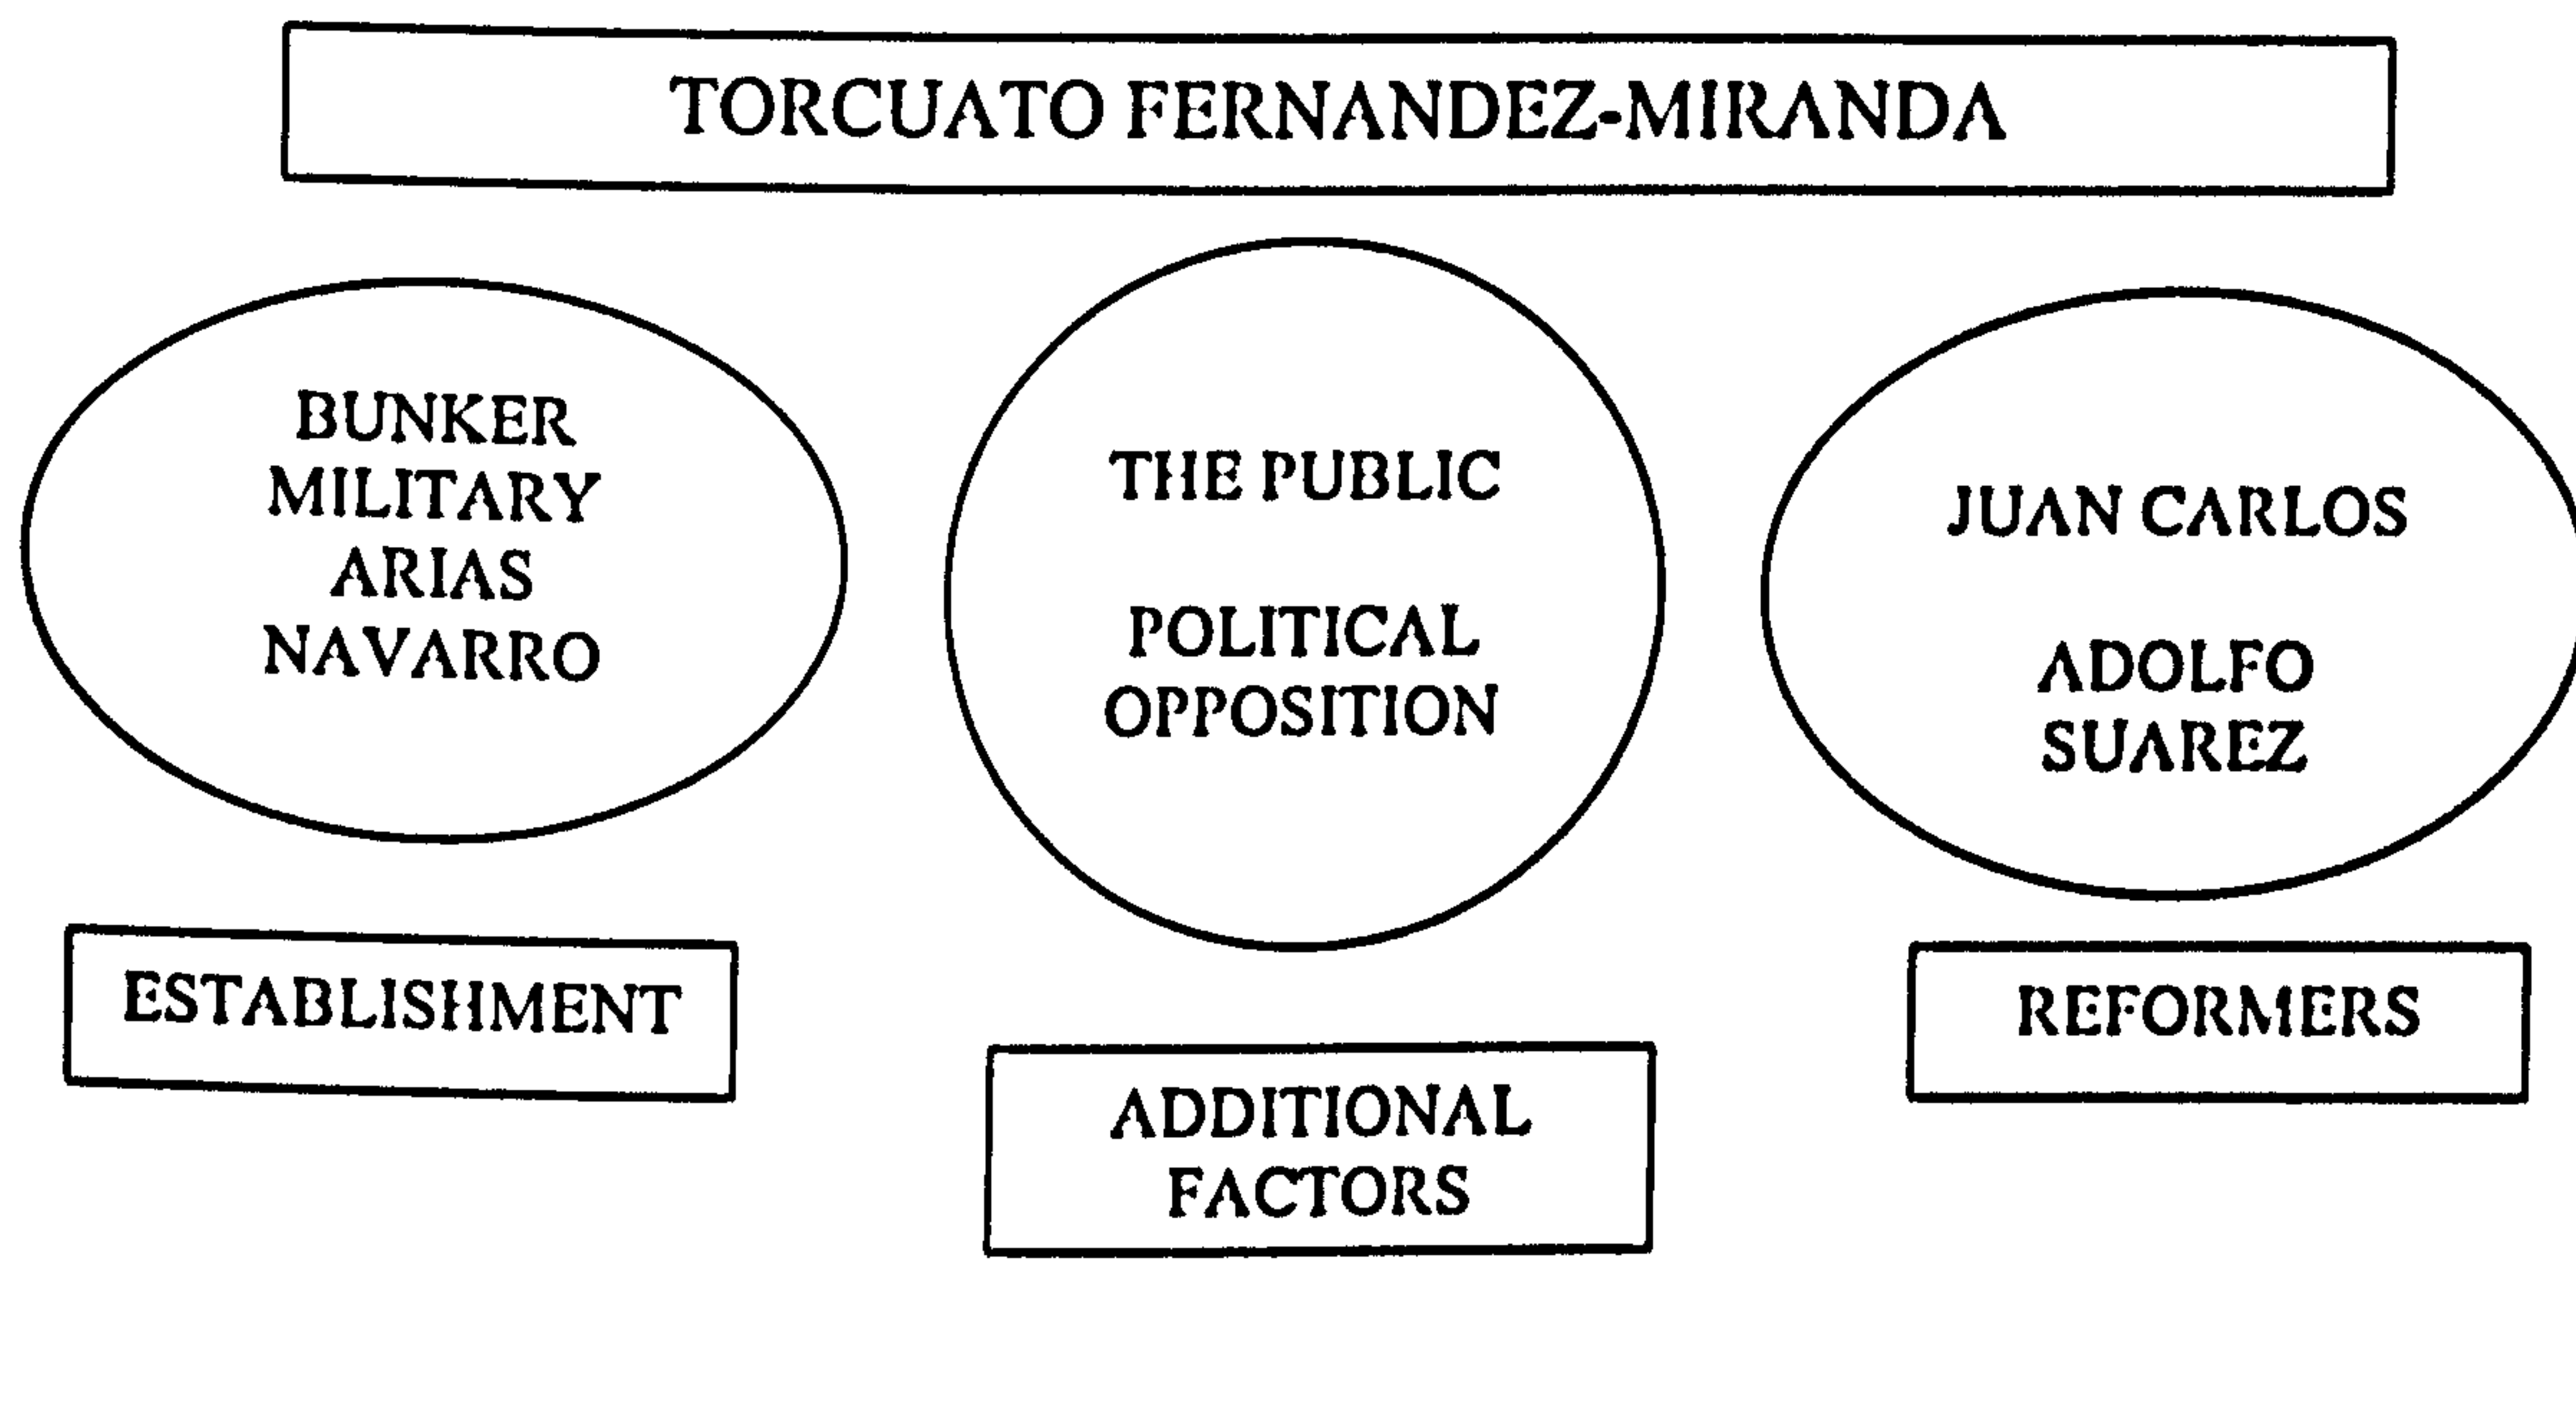 TORCUATO FERNANDEZ-MIRANDA
BUNKER
MILITARY
ARIAS
NAVARRO
THE PUBLIC
POLITICAL
OPPOSITION
JUAN CARLOS
ADOLFO
SUAREZ
ESTABLISHMENT
ADDITIONAL
FACTORS
REFORMERS